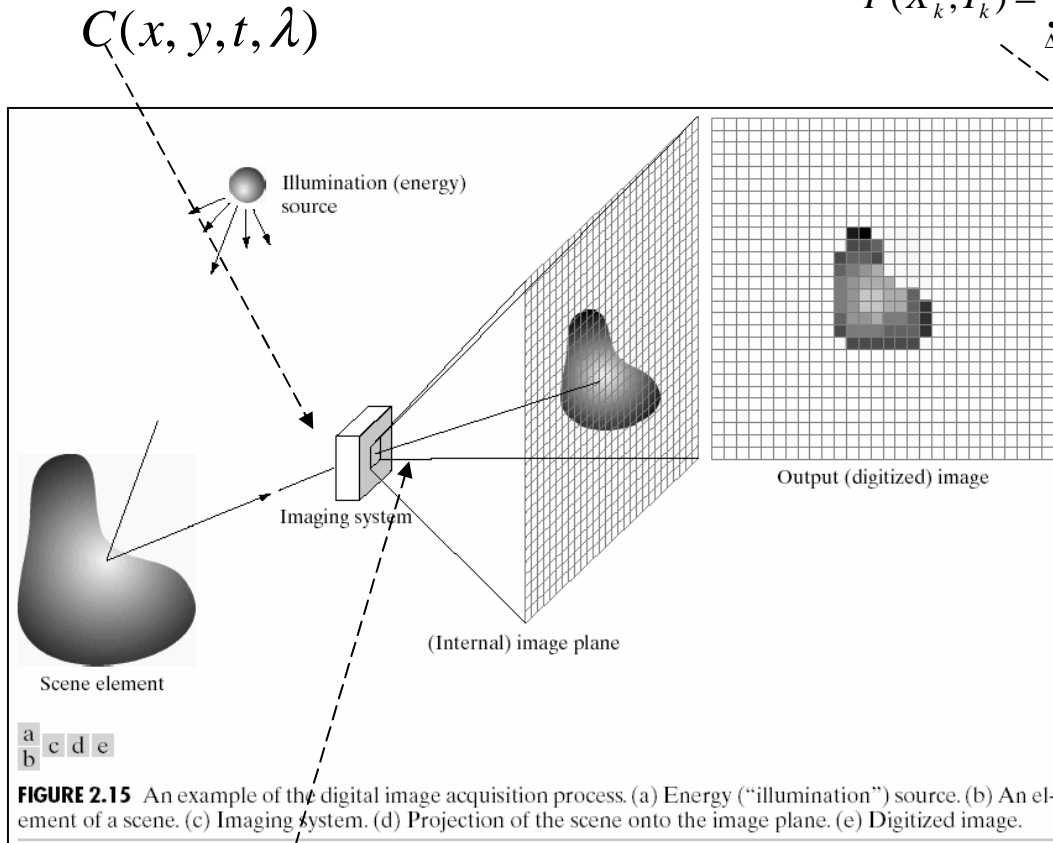 C(x, y, t, λ)
(X_k, Y_k) =
Δ
Illumination (energy)
source
Imaging system
Output (digitized) image
(Internal) image plane
Scene element
a
b
c d e
FIGURE 2.15 An example of the digital image acquisition process. (a) Energy (“illumination”) source. (b) An el-
ement of a scene. (c) Imaging system. (d) Projection of the scene onto the image plane. (e) Digitized image.